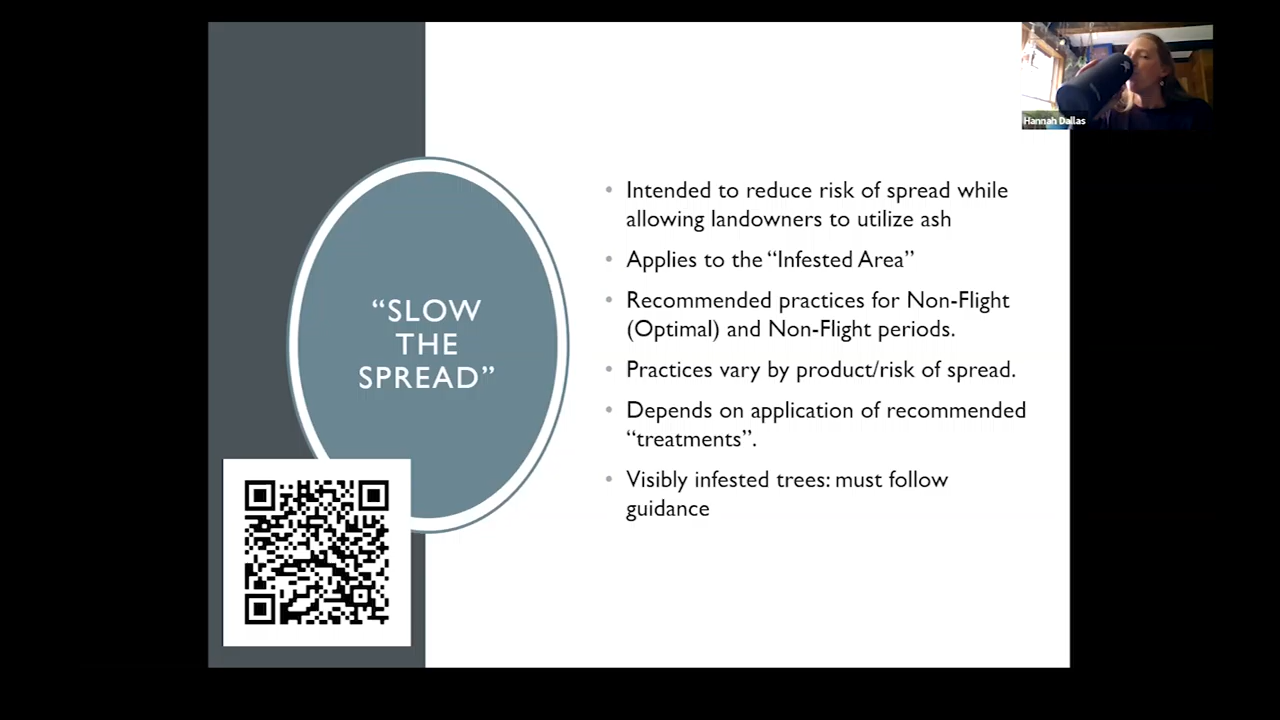 Hannah Dallas
“SLOW
THE
SPREAD”
• Intended to reduce risk of spread while
allowing landowners to utilize ash
• Applies to the “Infested Area”
• Recommended practices for Non-Flight
(Optimal) and Non-Flight periods.
• Practices vary by product/risk of spread.
• Depends on application of recommended
“treatments”.
• Visibly infested trees: must follow
guidance